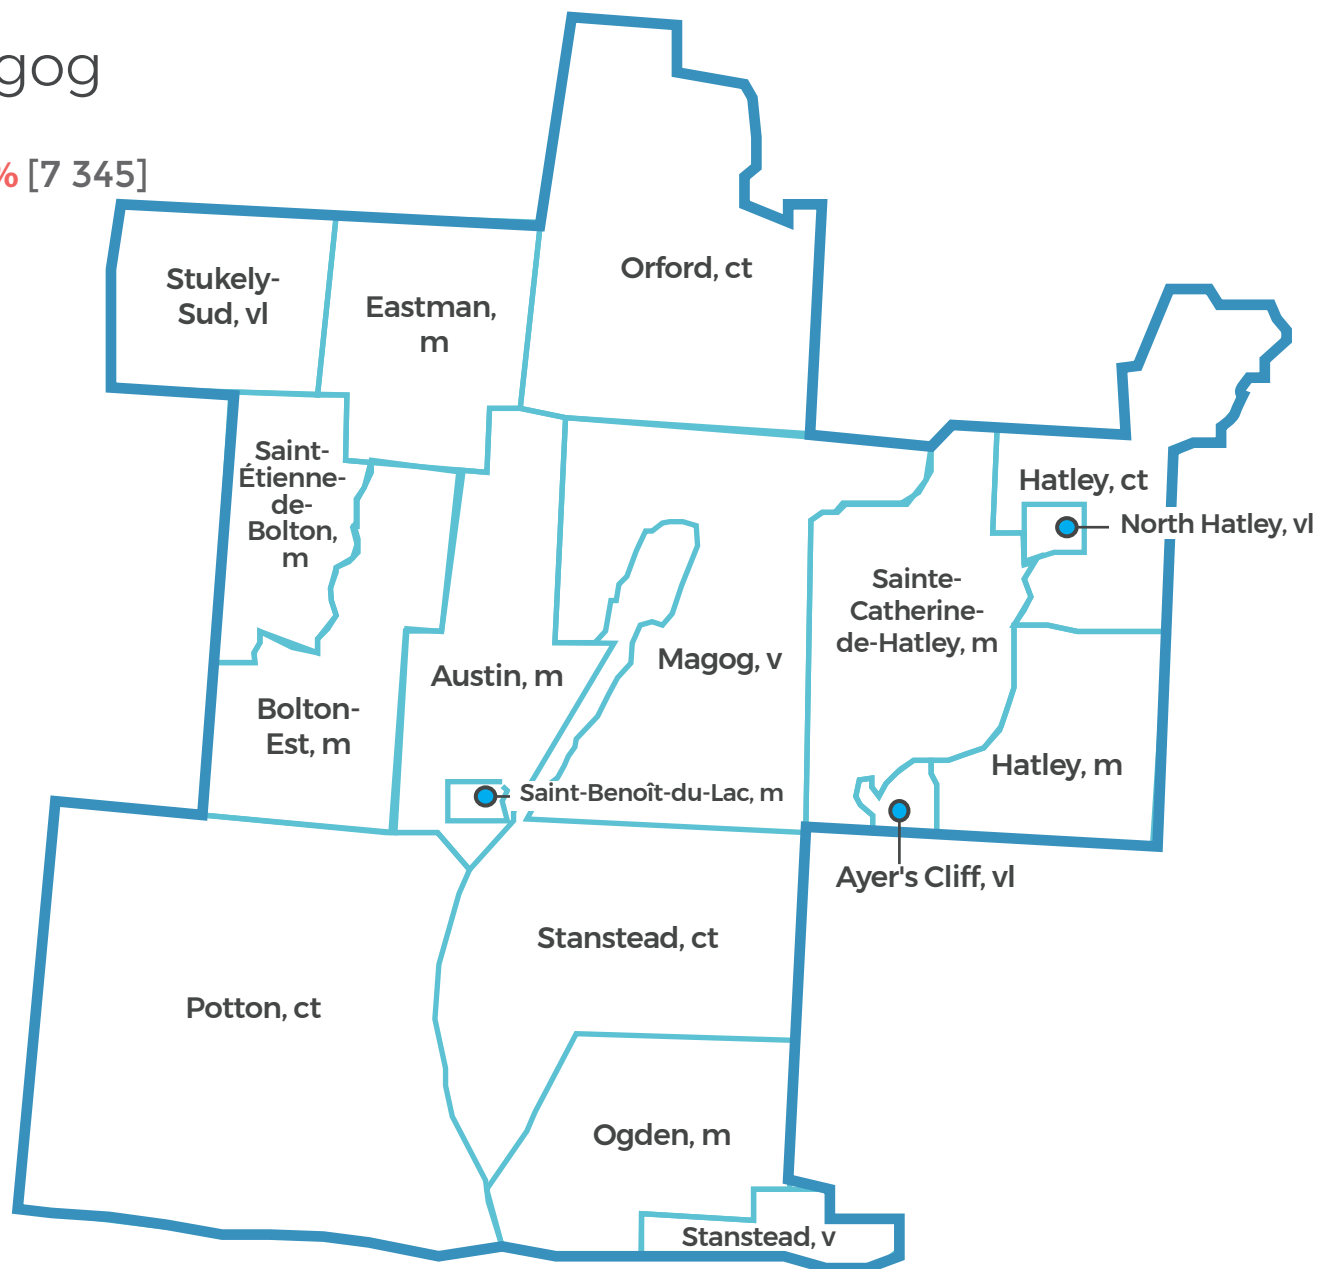 gog
% [7 345]
Orford, ct
Stukely-
Sud, vl
Eastman,
m
Saint-
Étienne-
de-
Bolton,
m
Hatley, ct
North Hatley, vl
Sainte-
Catherine-
de-Hatley, m
Magog, v
Austin, m
Bolton-
Est, m
Hatley, m
Saint-Benoît-du-Lac, m
Ayer's Cliff, vl
Stanstead, ct
Potton, ct
Ogden, m
Stanstead, v